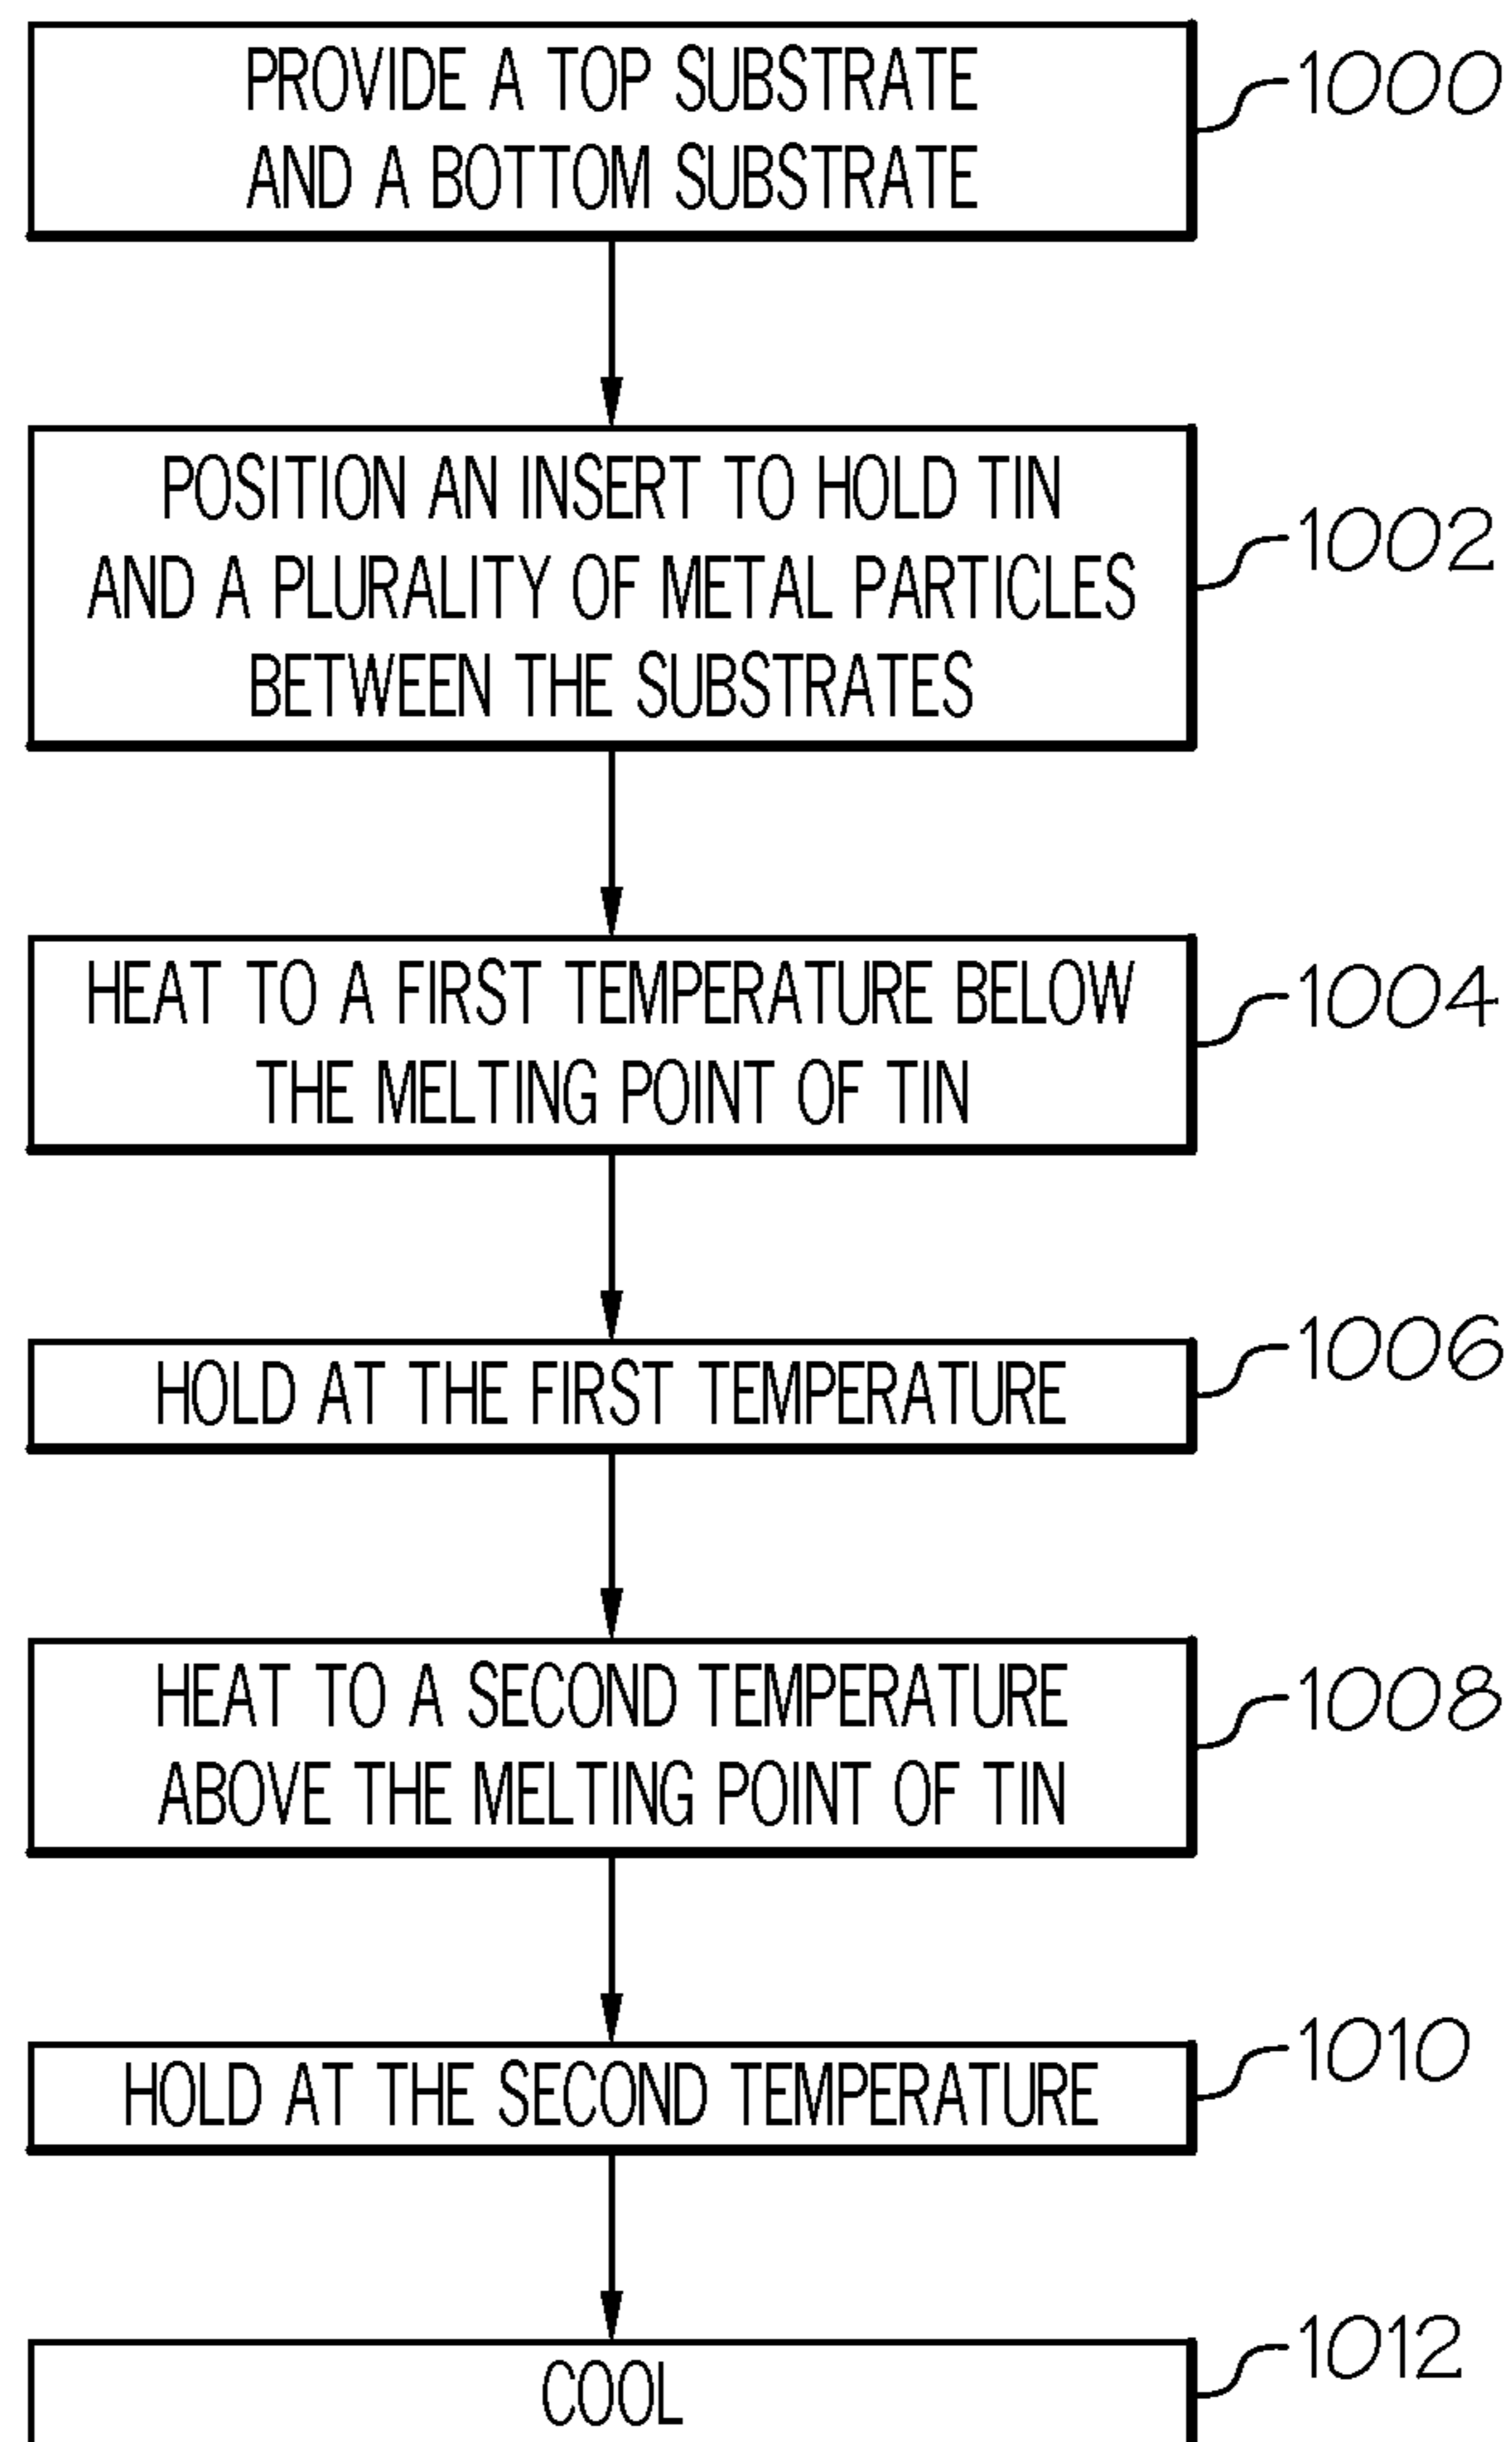 PROVIDE A TOP SUBSTRATE
AND A BOTTOM SUBSTRATE
1000
POSITION AN INSERT TO HOLD TIN
AND A PLURALITY OF METAL PARTICLES
BETWEEN THE SUBSTRATES
1002
HEAT TO A FIRST TEMPERATURE BELOW
THE MELTING POINT OF TIN
1004
HOLD AT THE FIRST TEMPERATURE
1006
HEAT TO A SECOND TEMPERATURE
ABOVE THE MELTING POINT OF TIN
1008
HOLD AT THE SECOND TEMPERATURE
1010
COOL
1012